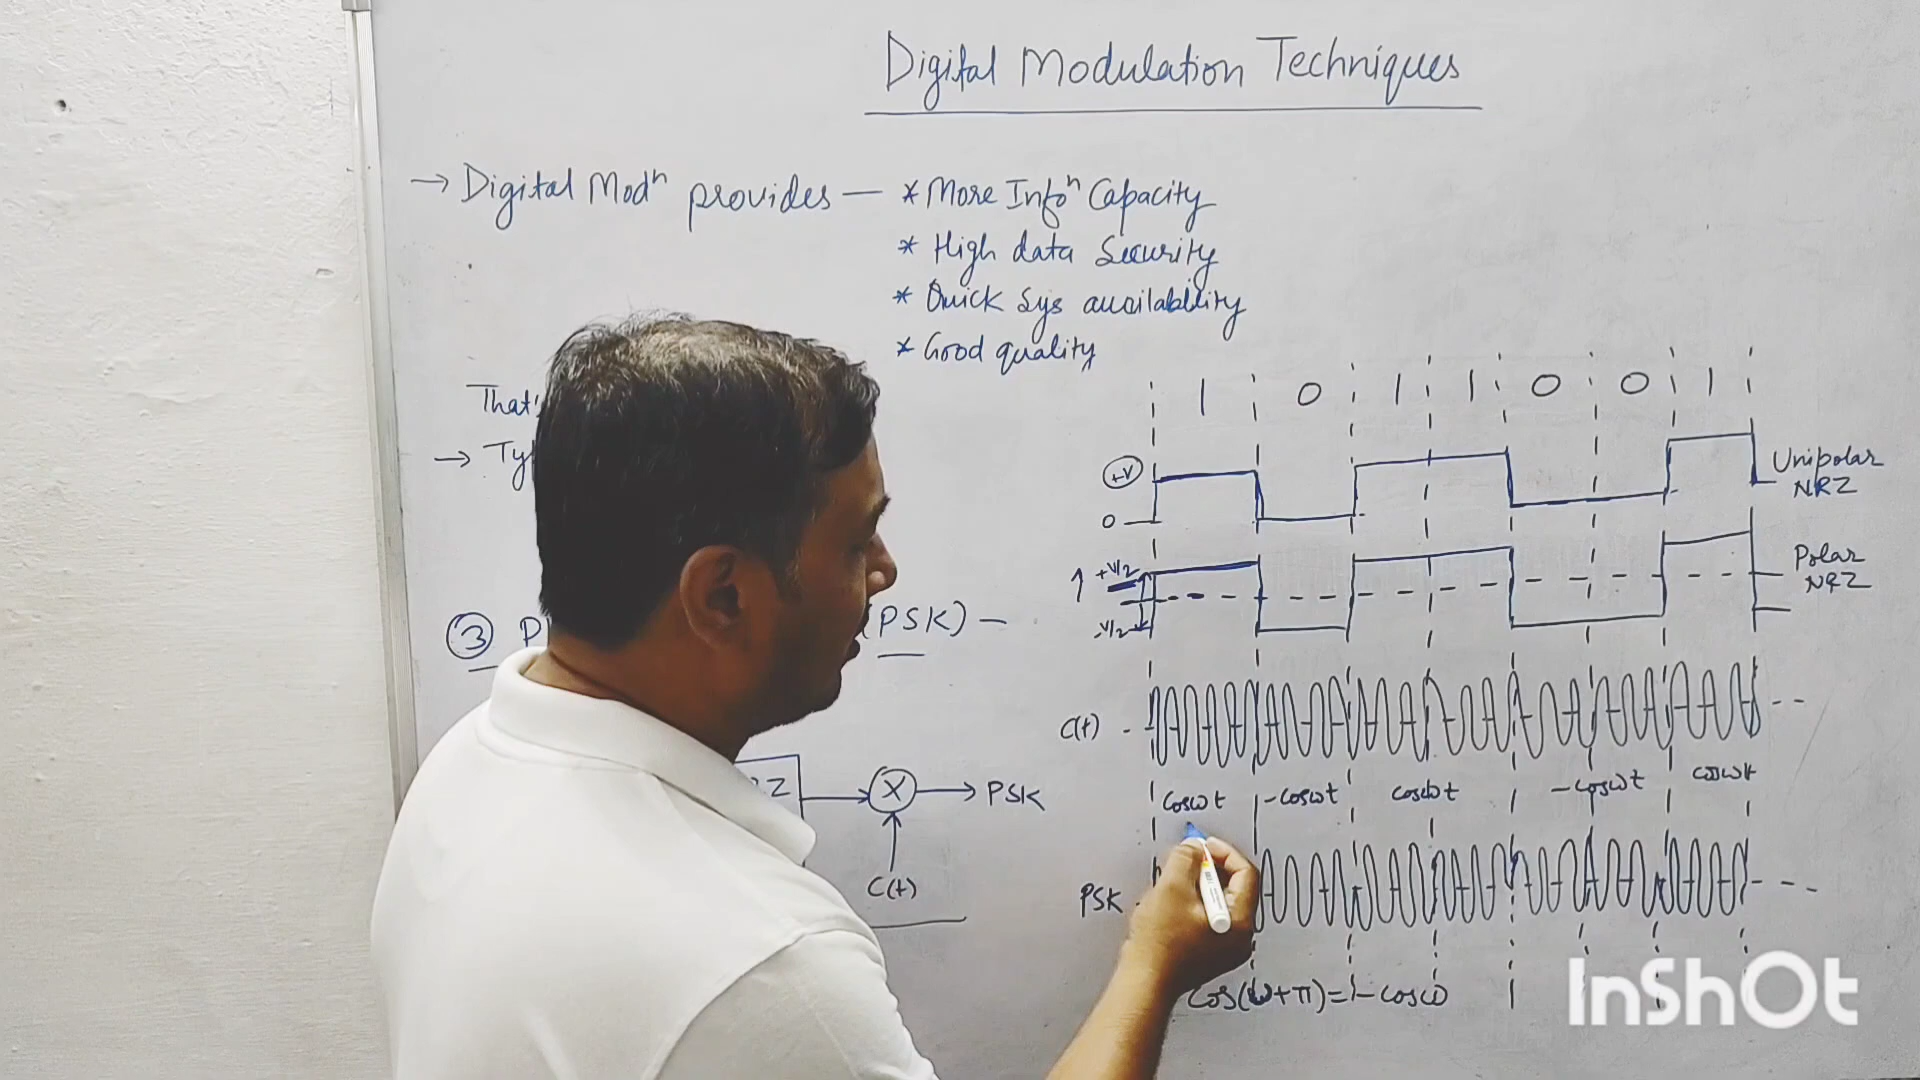 Digital Modulation Techniques
→ Digital Modⁿ provides — * More Infoⁿ Capacity
* High data Security
* Quick Sys availability
* Good quality
That's
→ Ty
③ P (PSK) —
Z X → PSK
C(t)
1 0 1 1 0 0 1
+V
0
Unipolar
NRZ
↑ +V/2
-V/2
Polar
NRZ
C(t)
cosωt -cosωt cosωt -cosωt cosωt
PSK
cos(ω+π)=-cosω
InShOt